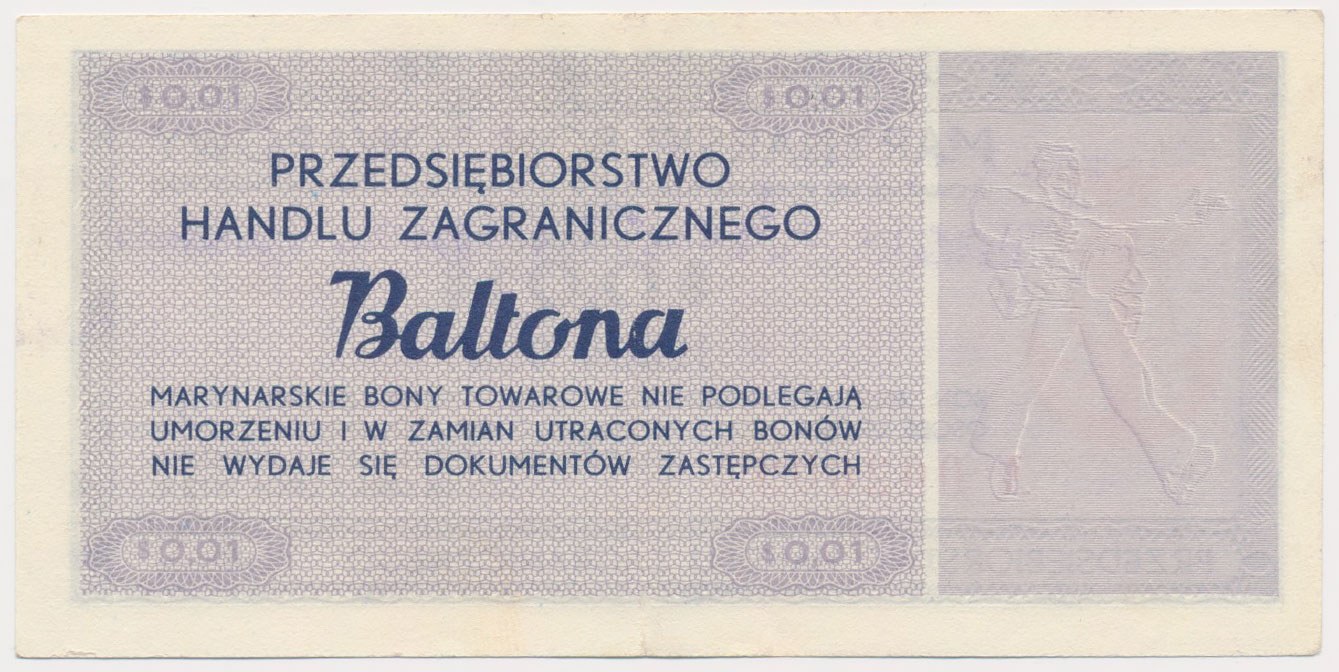 $ 0,01 $ 0,01
PRZEDSIĘBIORSTWO
HANDLU ZAGRANICZNEGO
Baltona
MARYNARSKIE BONY TOWAROWE NIE PODLEGAJĄ
UMORZENIU I W ZAMIAN UTRACONYCH BONÓW
NIE WYDAJE SIĘ DOKUMENTÓW ZASTĘPCZYCH
$ 0,01 $ 0,01